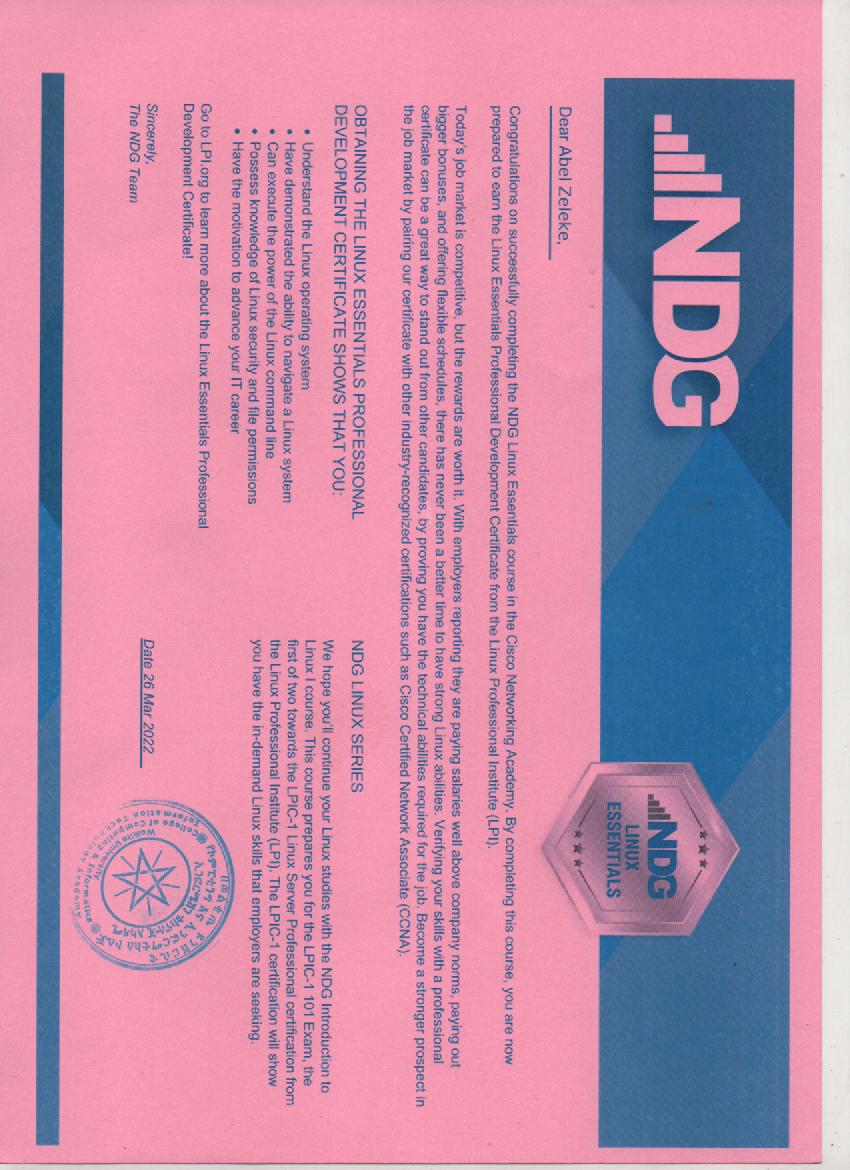 NDG
NDG
LINUX
ESSENTIALS
Dear Abel Zeleke,
Congratulations on successfully completing the NDG Linux Essentials course in the Cisco Networking Academy. By completing this course, you are now
prepared to earn the Linux Essentials Professional Development Certificate from the Linux Professional Institute (LPI).
Today's job market is competitive, but the rewards are worth it. With employers reporting they are paying salaries well above company norms, paying out
bigger bonuses, and offering flexible schedules, there has never been a better time to have strong Linux abilities. Verifying your skills with a professional
certificate can be a great way to stand out from other candidates, by proving you have the technical abilities required for the job. Become a stronger prospect in
the job market by pairing our certificate with other industry-recognized certifications such as Cisco Certified Network Associate (CCNA).
OBTAINING THE LINUX ESSENTIALS PROFESSIONAL
DEVELOPMENT CERTIFICATE SHOWS THAT YOU:
• Understand the Linux operating system
• Have demonstrated the ability to navigate a Linux system
• Can execute the power of the Linux command line
• Possess knowledge of Linux security and file permissions
• Have the motivation to advance your IT career
Go to LPI.org to learn more about the Linux Essentials Professional
Development Certificate!
Sincerely,
The NDG Team
NDG LINUX SERIES
We hope you'll continue your Linux studies with the NDG Introduction to
Linux I course. This course prepares you for the LPIC-1 101 Exam, the
first of two towards the LPIC-1 Linux Server Professional certification from
the Linux Professional Institute (LPI). The LPIC-1 certification will show
you have the in-demand Linux skills that employers are seeking.
Date 26 Mar 2022
Wolkite University
College of Computing & Informatics
Information Technology Academy